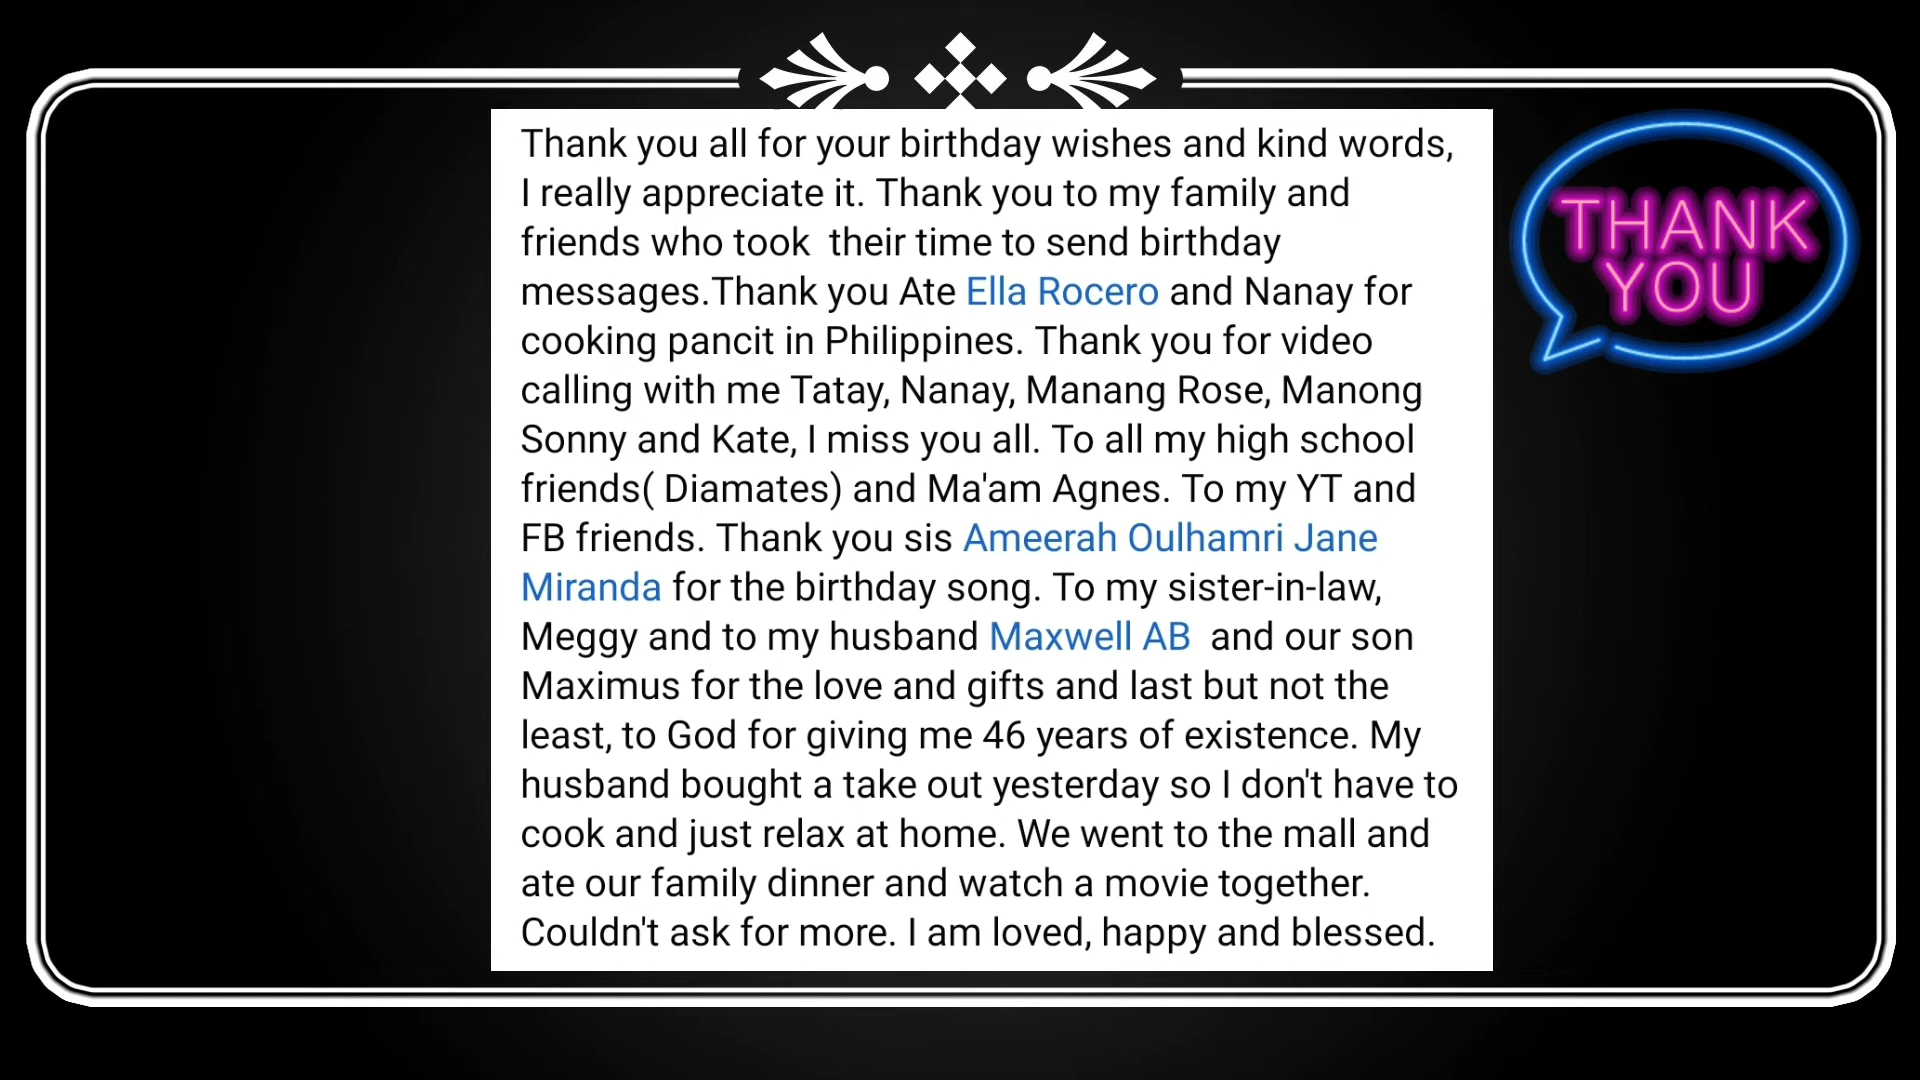 Thank you all for your birthday wishes and kind words,
I really appreciate it. Thank you to my family and
friends who took  their time to send birthday
messages.Thank you Ate Ella Rocero and Nanay for
cooking pancit in Philippines. Thank you for video
calling with me Tatay, Nanay, Manang Rose, Manong
Sonny and Kate, I miss you all. To all my high school
friends( Diamates) and Ma'am Agnes. To my YT and
FB friends. Thank you sis Ameerah Oulhamri Jane
Miranda for the birthday song. To my sister-in-law,
Meggy and to my husband Maxwell AB  and our son
Maximus for the love and gifts and last but not the
least, to God for giving me 46 years of existence. My
husband bought a take out yesterday so I don't have to
cook and just relax at home. We went to the mall and
ate our family dinner and watch a movie together.
Couldn't ask for more. I am loved, happy and blessed.
THANK
YOU